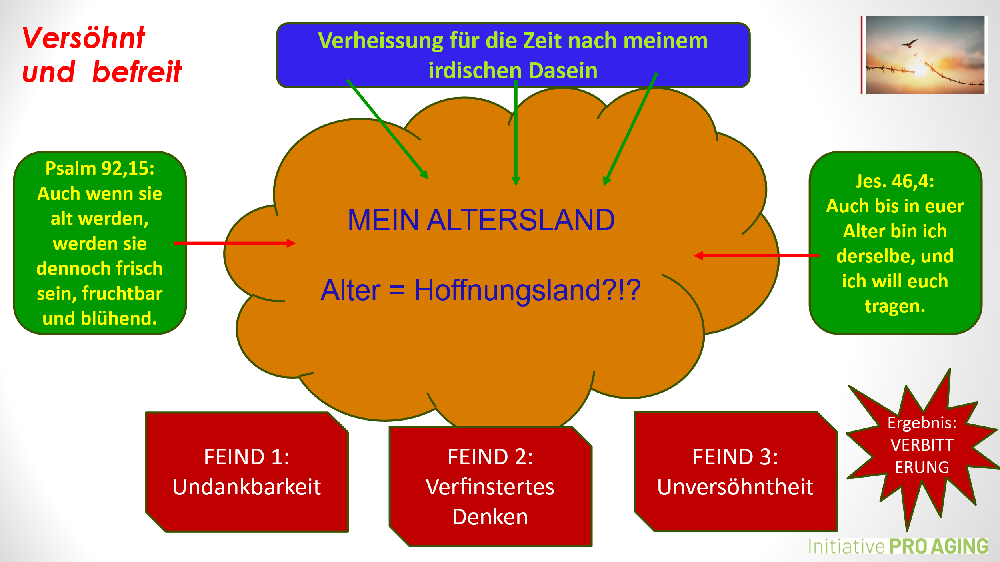 Versöhnt
und befreit
Verheissung für die Zeit nach meinem
irdischen Dasein
Psalm 92,15:
Auch wenn sie
alt werden,
werden sie
dennoch frisch
sein, fruchtbar
und blühend.
MEIN ALTERSLAND
Alter = Hoffnungsland?!?
Jes. 46,4:
Auch bis in euer
Alter bin ich
derselbe, und
ich will euch
tragen.
FEIND 1:
Undankbarkeit
FEIND 2:
Verfinstertes
Denken
FEIND 3:
Unversöhntheit
Ergebnis:
VERBITT
ERUNG
Initiative PRO AGING